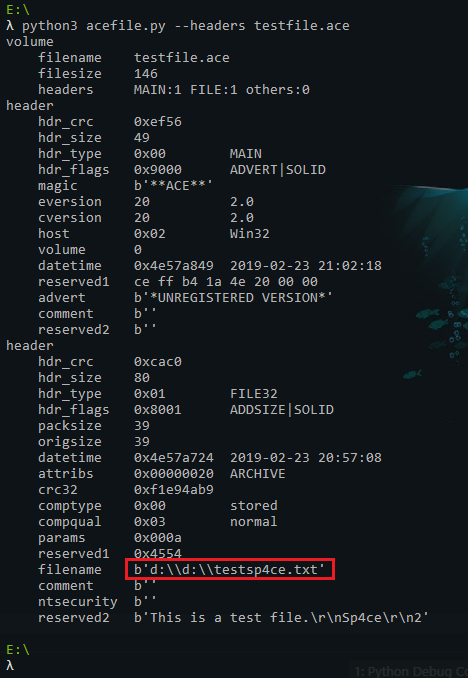 E:\
λ python3 acefile.py --headers testfile.ace
volume
    filename    testfile.ace
    filesize    146
    headers     MAIN:1 FILE:1 others:0
header
    hdr_crc     0xef56
    hdr_size    49
    hdr_type    0x00        MAIN
    hdr_flags   0x9000      ADVERT|SOLID
    magic       b'**ACE**'
    eversion    20          2.0
    cversion    20          2.0
    host        0x02        Win32
    volume      0
    datetime    0x4e57a849  2019-02-23 21:02:18
    reserved1   ce ff b4 1a 4e 20 00 00
    advert      b'*UNREGISTERED VERSION*'
    comment     b''
    reserved2   b''
header
    hdr_crc     0xcac0
    hdr_size    80
    hdr_type    0x01        FILE32
    hdr_flags   0x8001      ADDSIZE|SOLID
    packsize    39
    origsize    39
    datetime    0x4e57a724  2019-02-23 20:57:08
    attribs     0x00000020  ARCHIVE
    crc32       0xf1e94ab9
    comptype    0x00        stored
    compqual    0x03        normal
    params      0x000a
    reserved1   0x4554
    filename    b'd:\\d:\\testsp4ce.txt'
    comment     b''
    ntsecurity  b''
    reserved2   b'This is a test file.\r\nSp4ce\r\n2'
E:\
λ
1: Python Debug Co